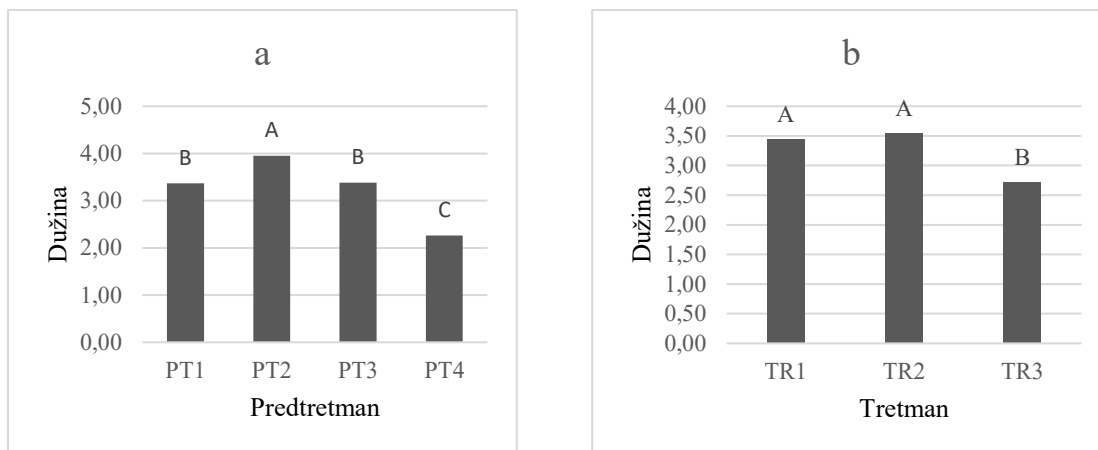 a
5,00
4,00
3,00
2,00
1,00
0,00
Dužina
B
A
B
C
PT1 PT2 PT3 PT4
Predtretman
b
4,00
3,50
3,00
2,50
2,00
1,50
1,00
0,50
0,00
Dužina
A
A
B
TR1 TR2 TR3
Tretman